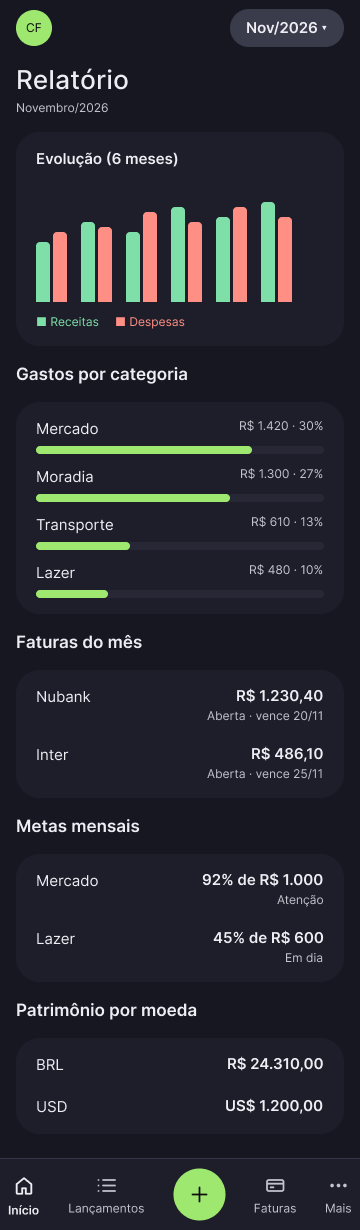 CF
Nov/2026 ▾
Relatório
Novembro/2026
Evolução (6 meses)
Receitas Despesas
Gastos por categoria
Mercado R$ 1.420 · 30%
Moradia R$ 1.300 · 27%
Transporte R$ 610 · 13%
Lazer R$ 480 · 10%
Faturas do mês
Nubank R$ 1.230,40
Aberta · vence 20/11
Inter R$ 486,10
Aberta · vence 25/11
Metas mensais
Mercado 92% de R$ 1.000
Atenção
Lazer 45% de R$ 600
Em dia
Patrimônio por moeda
BRL R$ 24.310,00
USD US$ 1.200,00
Início Lançamentos + Faturas Mais